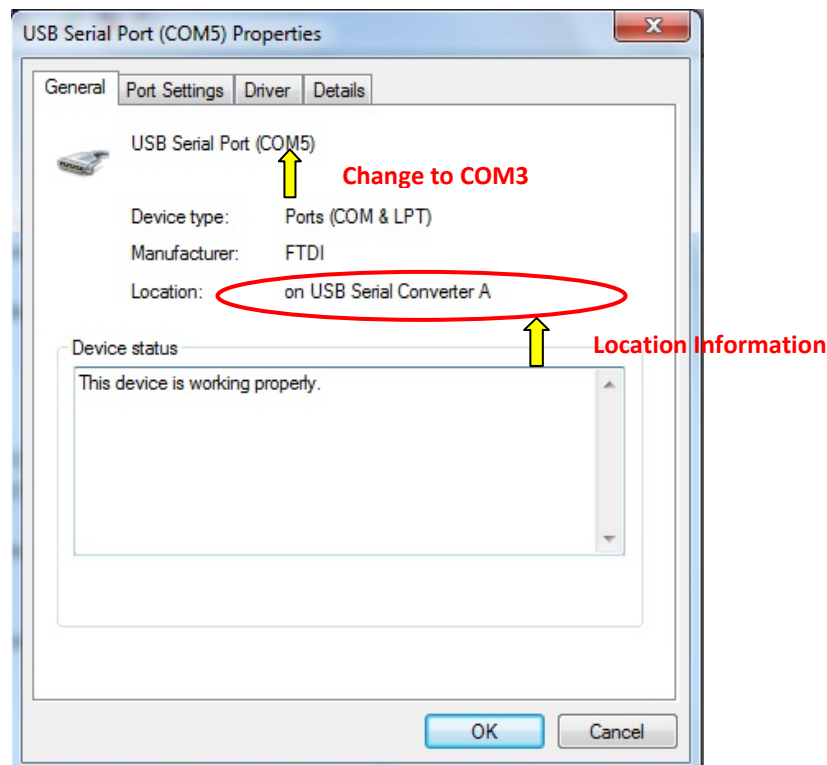 USB Serial Port (COM5) Properties
X
General Port Settings Driver Details
USB Serial Port (COM5)
Change to COM3
Device type: Ports (COM & LPT)
Manufacturer: FTDI
Location: on USB Serial Converter A
Location Information
Device status
This device is working properly.
OK Cancel